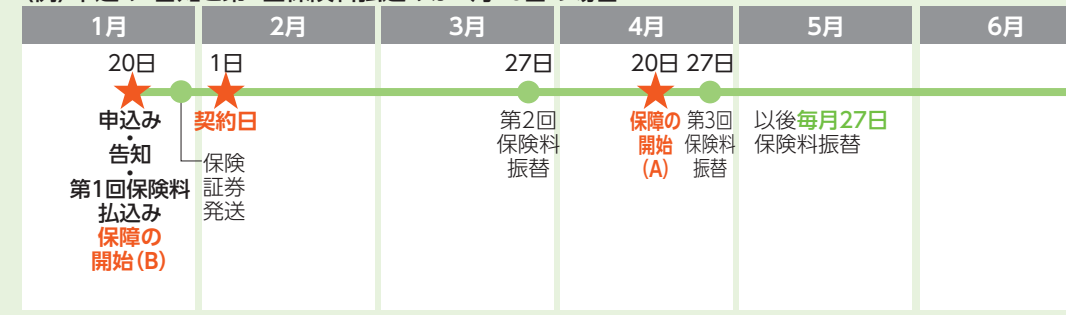 1月 2月 3月 4月 5月 6月
20日 1日 27日 20日 27日
申込み
・
告知
・
第1回保険料
払込み
保障の
開始(B)
保険
証券
発送
契約日
第2回
保険料
振替
保障の
開始
(A)
第3回
保険料
振替
以後毎月27日
保険料振替